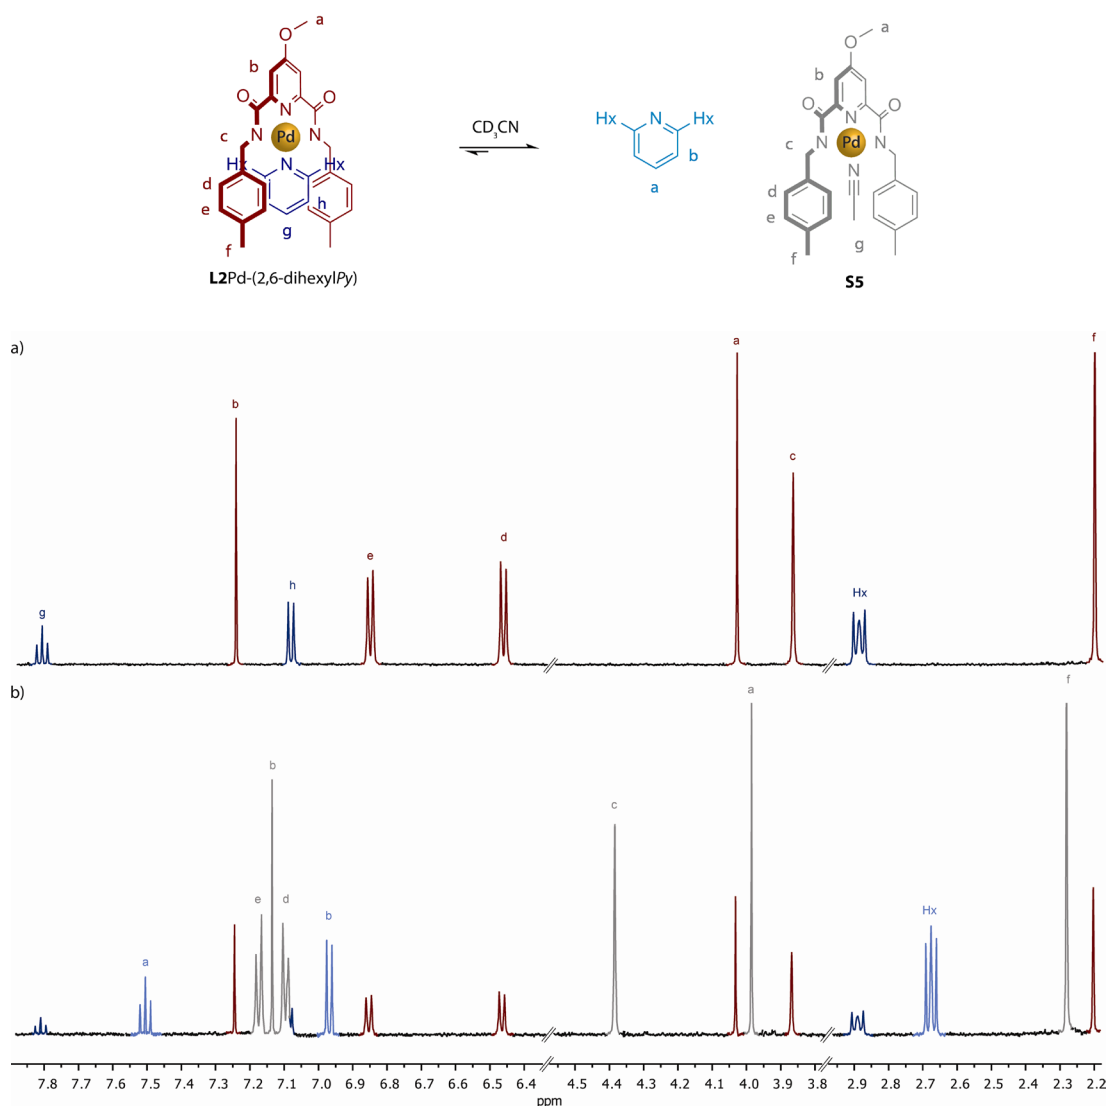 a
O
b
O
N
O
c
N
Pd
N
Hx
N
Hx
d
e
h
g
f
L2Pd-(2,6-dihexylPy)
CD3CN
Hx
N
Hx
b
a
a
O
b
O
N
O
c
N
Pd
N
N
d
e
g
f
S5
a)
g
b
h
e
d
a
c
Hx
f
b)
a
e
b
d
b
c
a
Hx
f
7.8 7.7 7.6 7.5 7.4 7.3 7.2 7.1 7.0 6.9 6.8 6.7 6.6 6.5 6.4 4.5 4.4 4.3 4.2 4.1 4.0 3.9 3.8 2.9 2.8 2.7 2.6 2.5 2.4 2.3 2.2
ppm